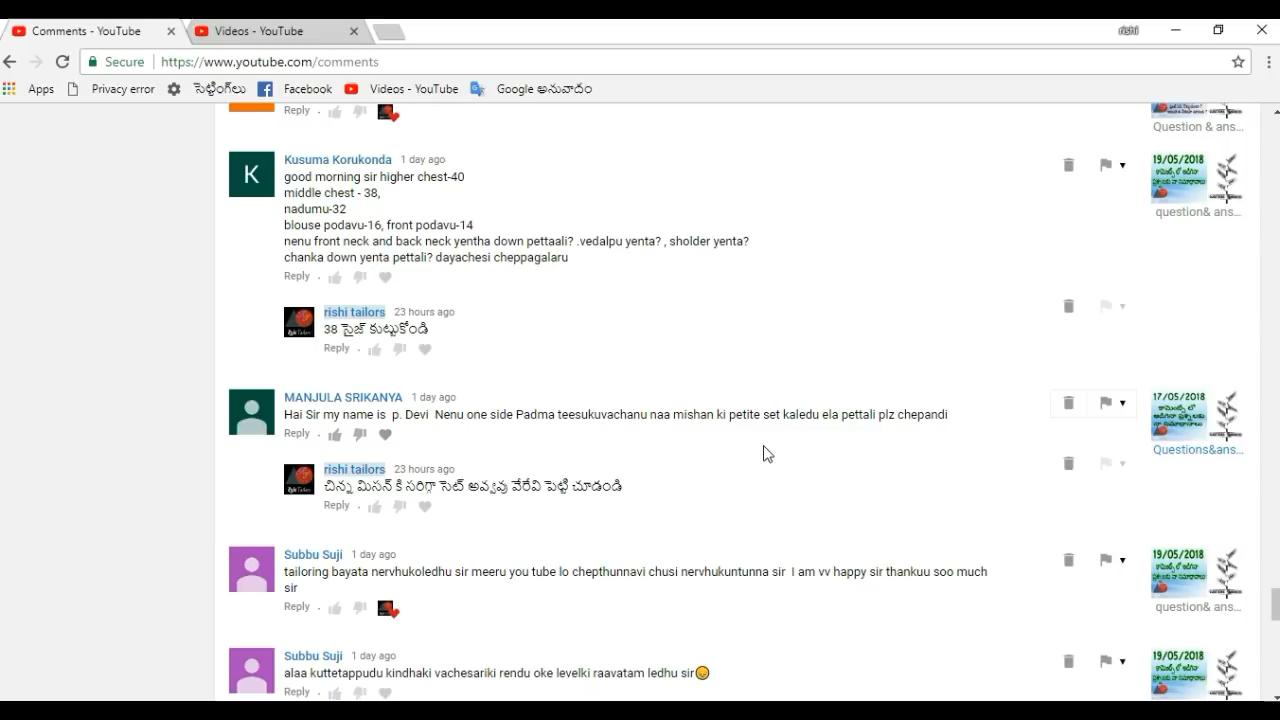 Comments - YouTube
Videos - YouTube
rishi
Secure
https://www.youtube.com/comments
Apps
Privacy error
సెట్టింగ్‌లు
Facebook
Videos - YouTube
Google అనువాదం
Reply
Question & ans...
Kusuma Korukonda 1 day ago
good morning sir higher chest-40
middle chest - 38,
nadumu-32
blouse podavu-16, front podavu-14
nenu front neck and back neck yentha down pettaali? .vedalpu yenta? , sholder yenta?
chanka down yenta pettali? dayachesi cheppagalaru
Reply
K
19/05/2018
question& ans...
rishi tailors 23 hours ago
38 సైజ్ కుట్టుకోండి
Reply
MANJULA SRIKANYA 1 day ago
Hai Sir my name is p. Devi Nenu one side Padma teesukuvachanu naa mishan ki petite set kaledu ela pettali plz chepandi
Reply
17/05/2018
కామెంట్స్ లో
అడిగిన
ప్రశ్నలకు
నా సమాధానాలు
Questions&ans...
rishi tailors 23 hours ago
చిన్న మిసన్ కి సరిగ్గా సెట్ అవ్వవు వేరేవి పెట్టి చూడండి
Reply
Subbu Suji 1 day ago
tailoring bayata nervhukoledhu sir meeru you tube lo chepthunnavi chusi nervhukuntunna sir I am vv happy sir thankuu soo much
sir
Reply
19/05/2018
question& ans...
Subbu Suji 1 day ago
alaa kuttetappudu kindhaki vachesariki rendu oke levelki raavatam ledhu sir😞
Reply
19/05/2018